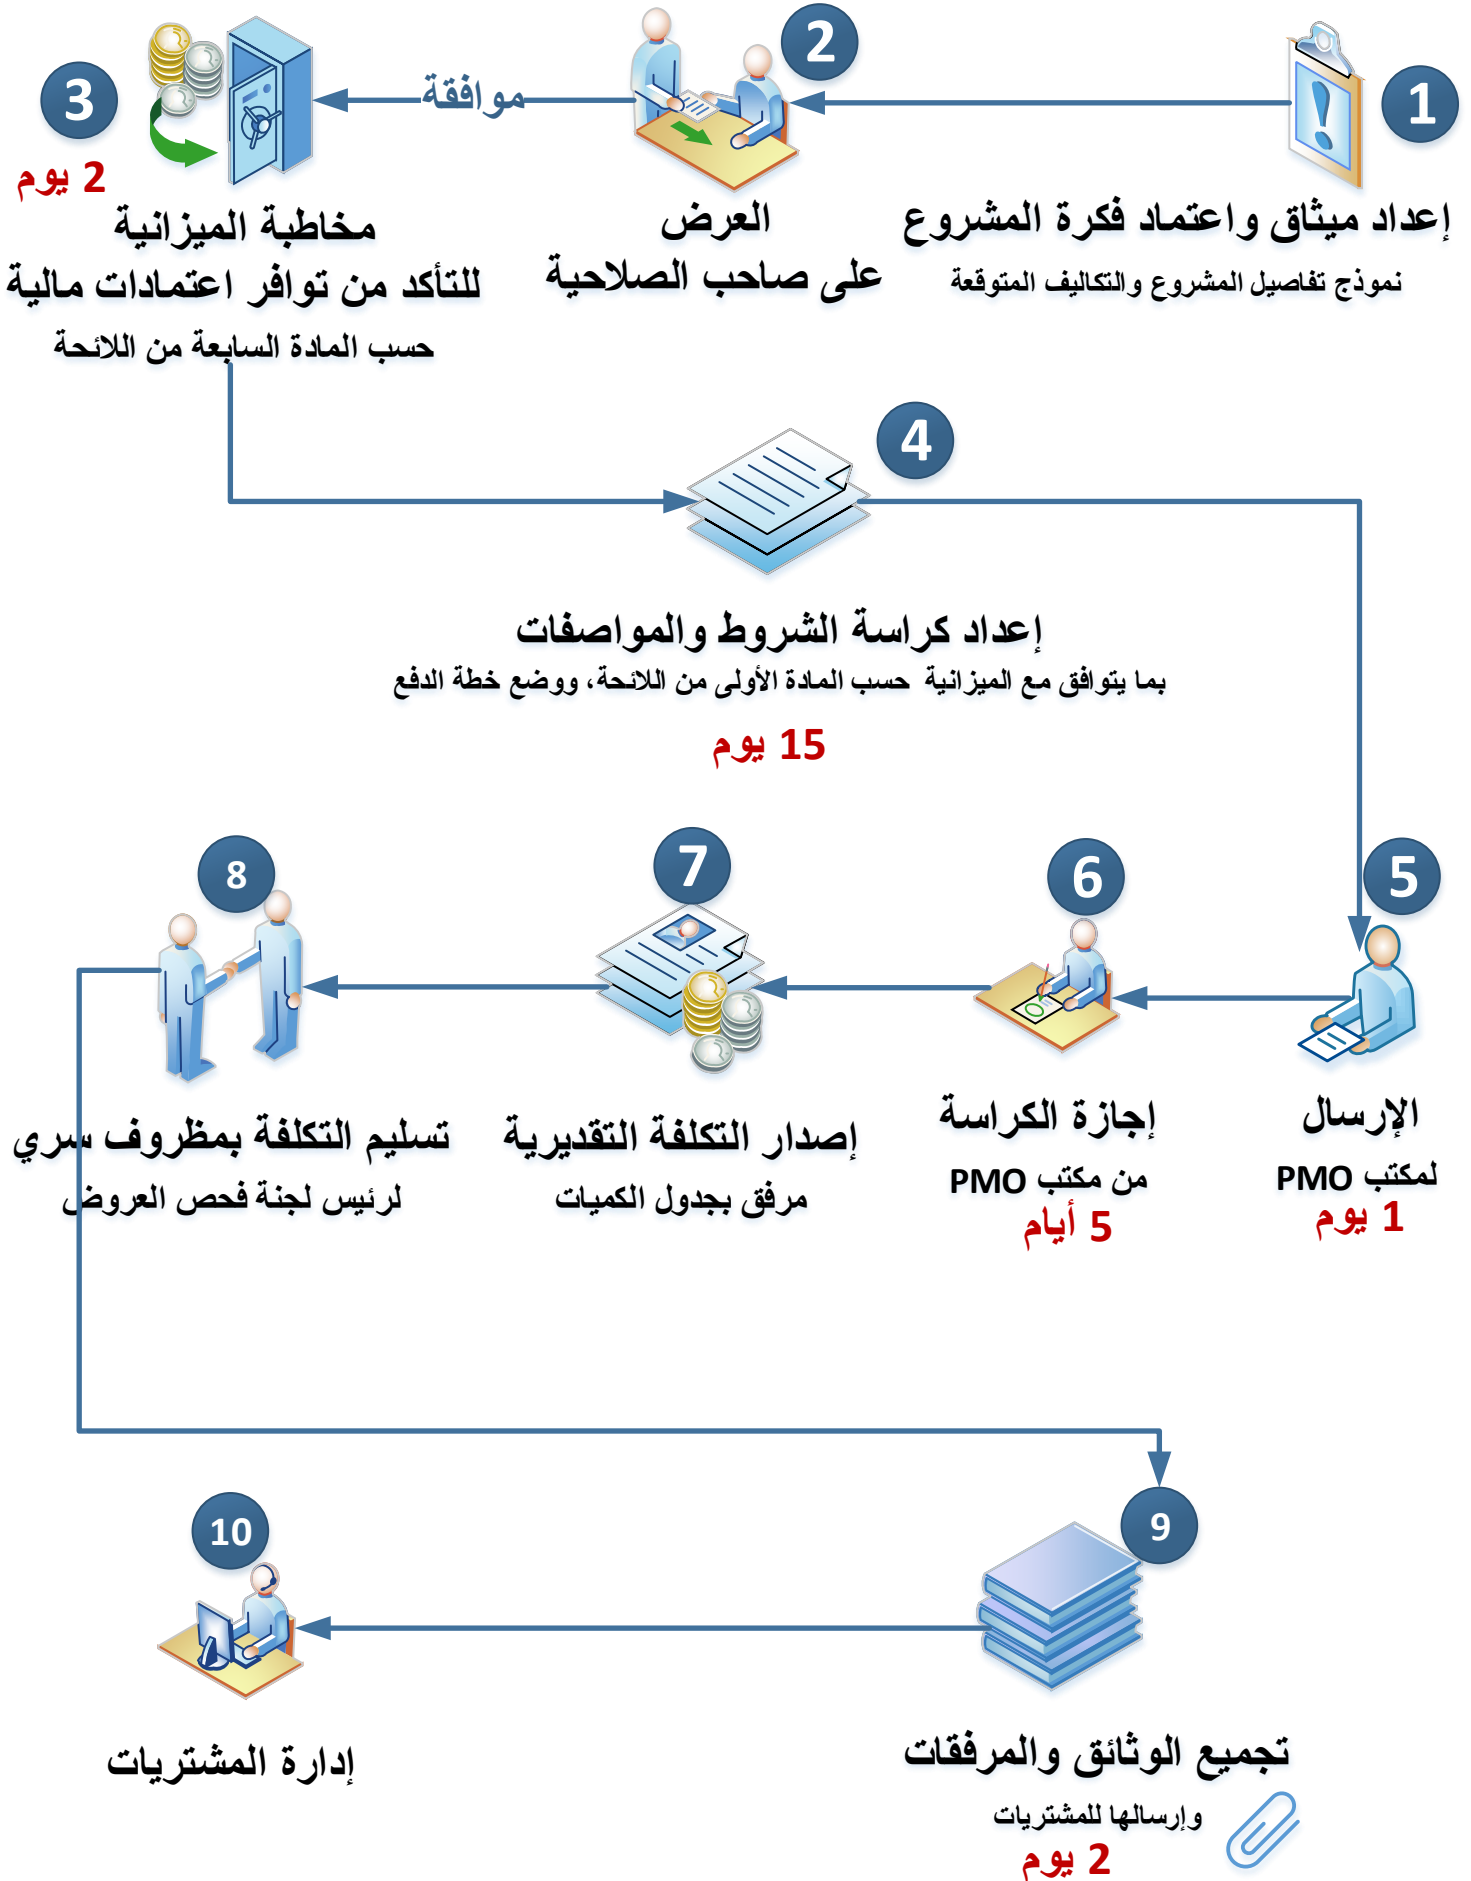 1
إعداد ميثاق واعتماد فكرة المشروع
نموذج تفاصيل المشروع والتكاليف المتوقعة
2
العرض
على صاحب الصلاحية
موافقة
3
2 يوم
مخاطبة الميزانية
للتأكد من توافر اعتمادات مالية
حسب المادة السابعة من اللائحة
4
إعداد كراسة الشروط والمواصفات
بما يتوافق مع الميزانية حسب المادة الأولى من اللائحة، ووضع خطة الدفع
15 يوم
5
الإرسال
لمكتب PMO
1 يوم
6
إجازة الكراسة
من مكتب PMO
5 أيام
7
إصدار التكلفة التقديرية
مرفق بجدول الكميات
8
تسليم التكلفة بمظروف سري
لرئيس لجنة فحص العروض
9
تجميع الوثائق والمرفقات
وإرسالها للمشتريات
2 يوم
10
إدارة المشتريات